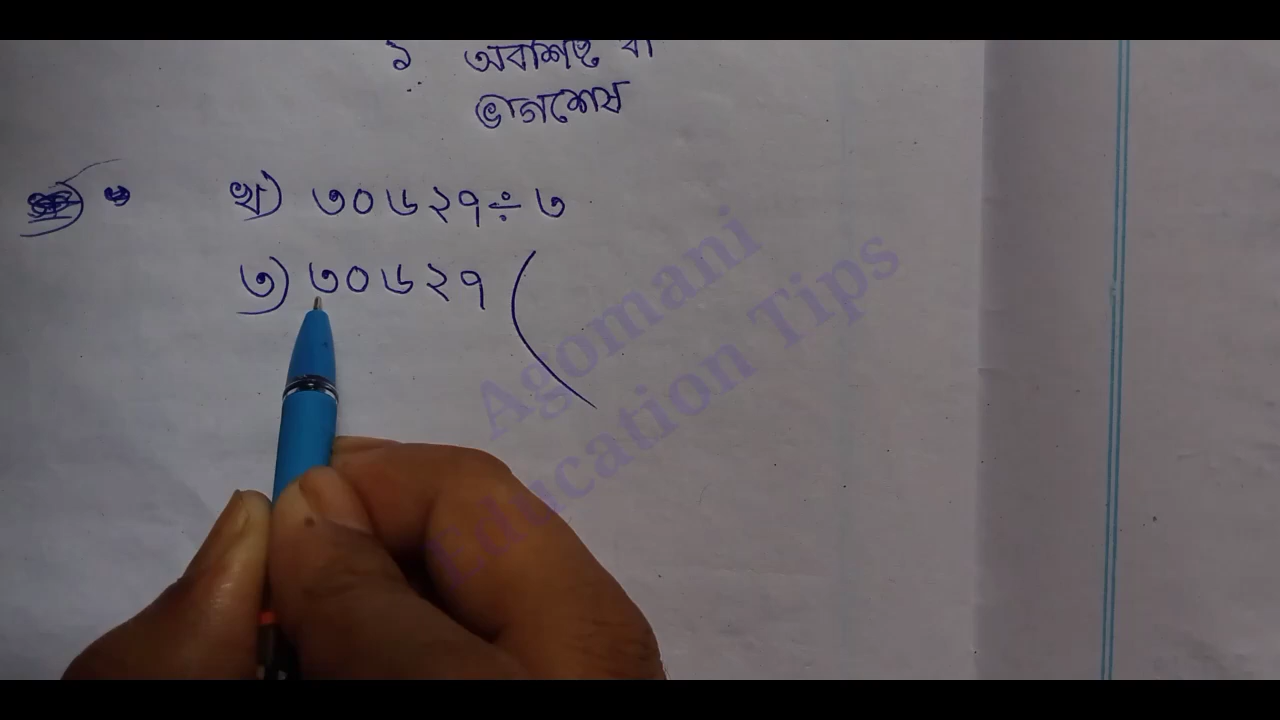 ১ অবশিষ্ট বা
ভাগশেষ
খ) ৩০৬২৭÷৩
৩) ৩০৬২৭ (
Agomani
Education Tips